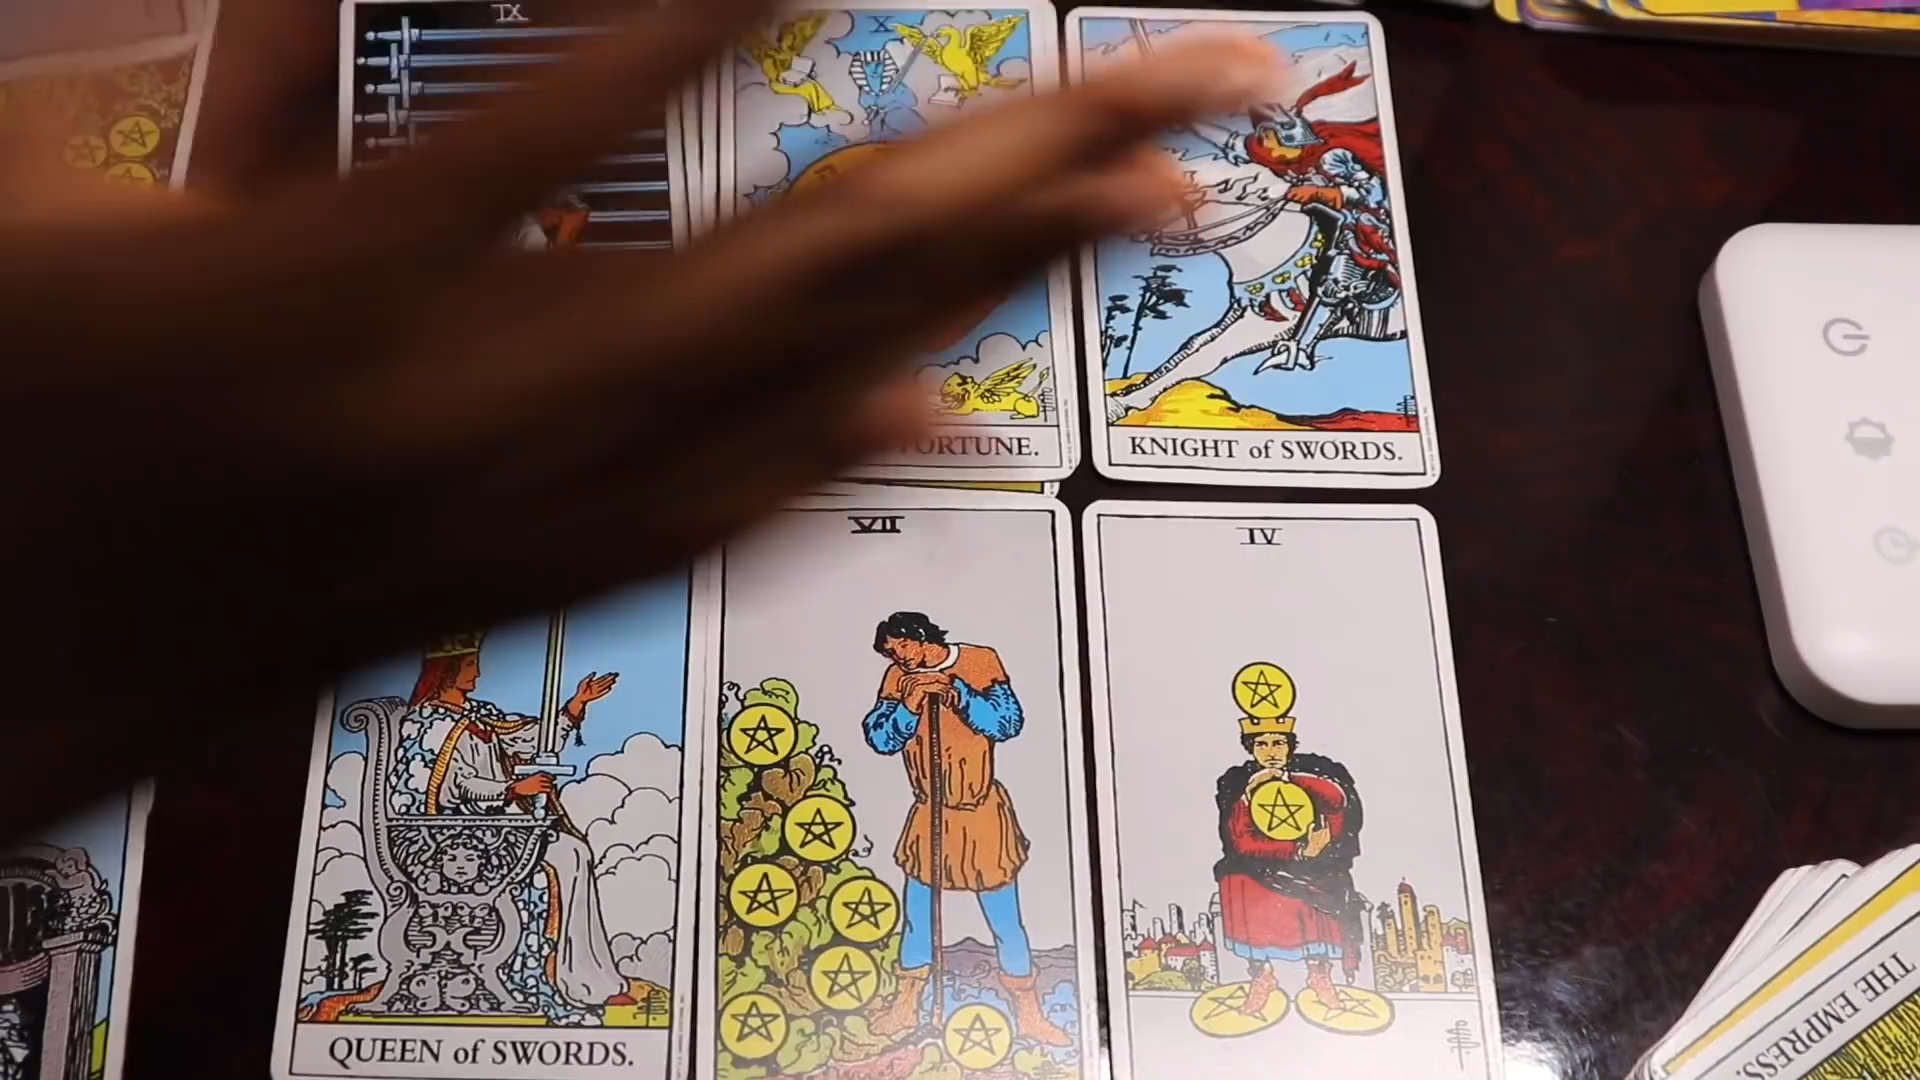 IX
X
FORTUNE.
KNIGHT of SWORDS.
VII
IV
QUEEN of SWORDS.
THE EMPRESS.